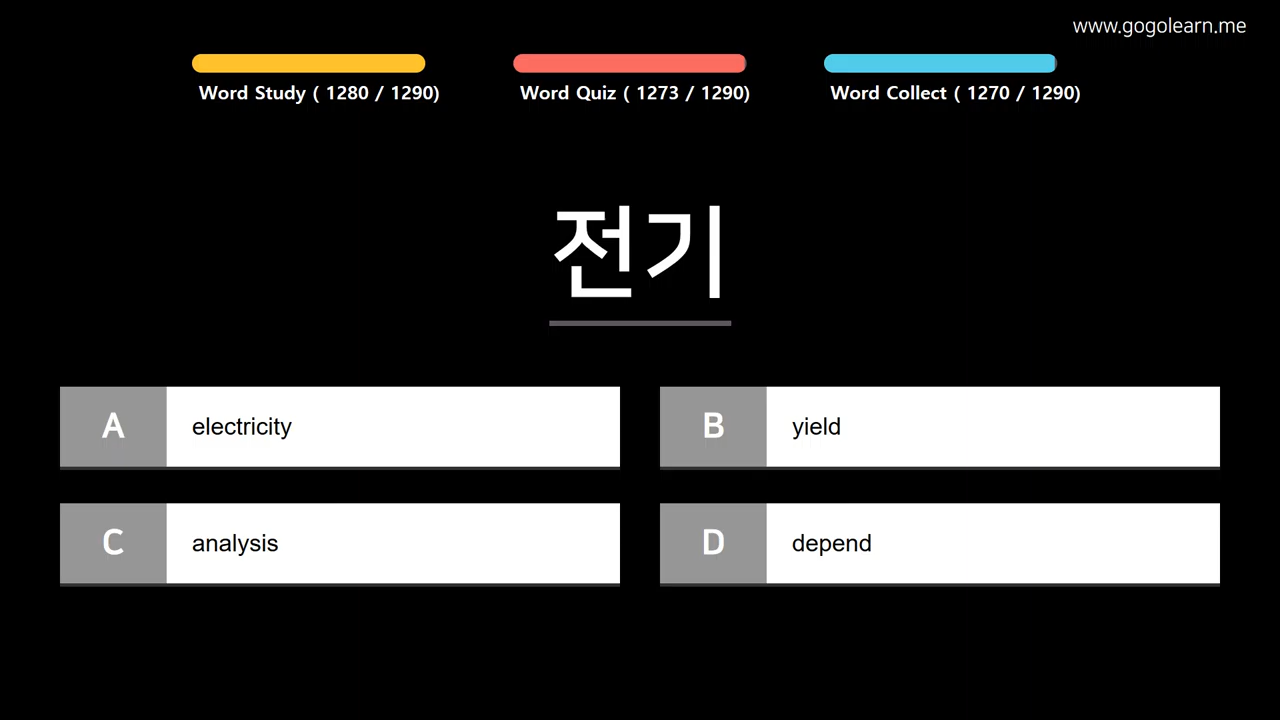 www.gogolearn.me
Word Study ( 1280 / 1290)
Word Quiz ( 1273 / 1290)
Word Collect ( 1270 / 1290)
전기
A electricity
B yield
C analysis
D depend